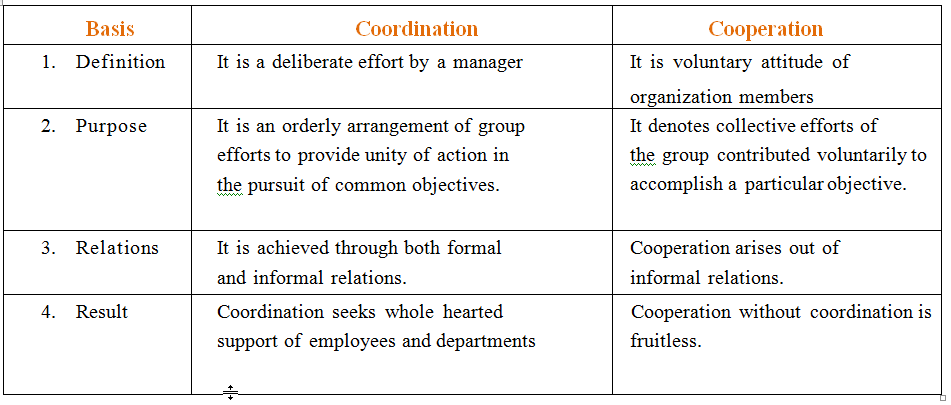 Basis Coordination Cooperation
1. Definition It is a deliberate effort by a manager It is voluntary attitude of
organization members
2. Purpose It is an orderly arrangement of group It denotes collective efforts of
efforts to provide unity of action in the group contributed voluntarily to
the pursuit of common objectives. accomplish a particular objective.
3. Relations It is achieved through both formal Cooperation arises out of
and informal relations. informal relations.
4. Result Coordination seeks whole hearted Cooperation without coordination is
support of employees and departments fruitless.